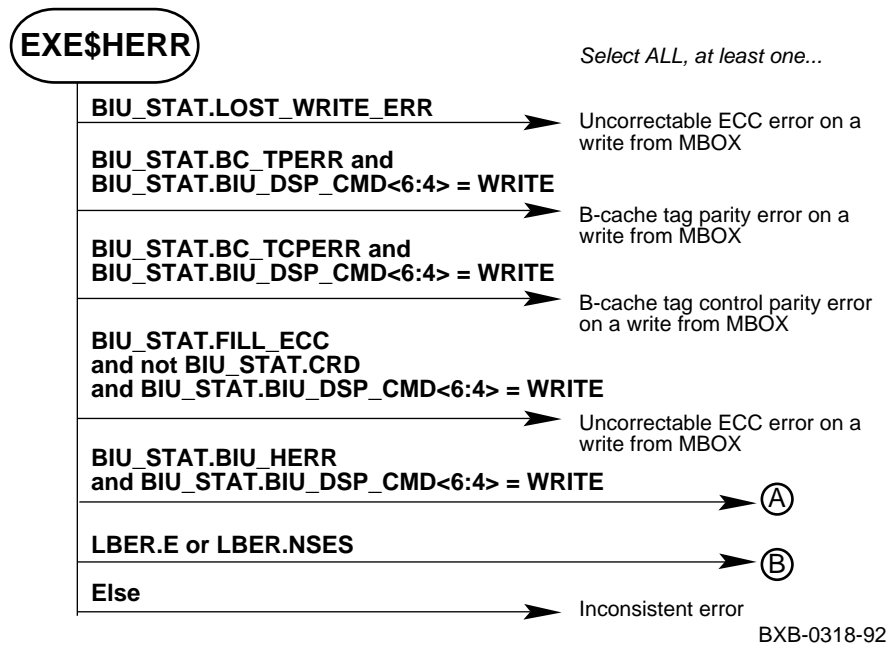 EXE$HERR
Select ALL, at least one...
BIU_STAT.LOST_WRITE_ERR
Uncorrectable ECC error on a
write from MBOX
BIU_STAT.BC_TPERR and
BIU_STAT.BIU_DSP_CMD<6:4> = WRITE
B-cache tag parity error on a
write from MBOX
BIU_STAT.BC_TCPERR and
BIU_STAT.BIU_DSP_CMD<6:4> = WRITE
B-cache tag control parity error
on a write from MBOX
BIU_STAT.FILL_ECC
and not BIU_STAT.CRD
and BIU_STAT.BIU_DSP_CMD<6:4> = WRITE
Uncorrectable ECC error on a
write from MBOX
BIU_STAT.BIU_HERR
and BIU_STAT.BIU_DSP_CMD<6:4> = WRITE
A
LBER.E or LBER.NSES
B
Else
Inconsistent error
BXB-0318-92